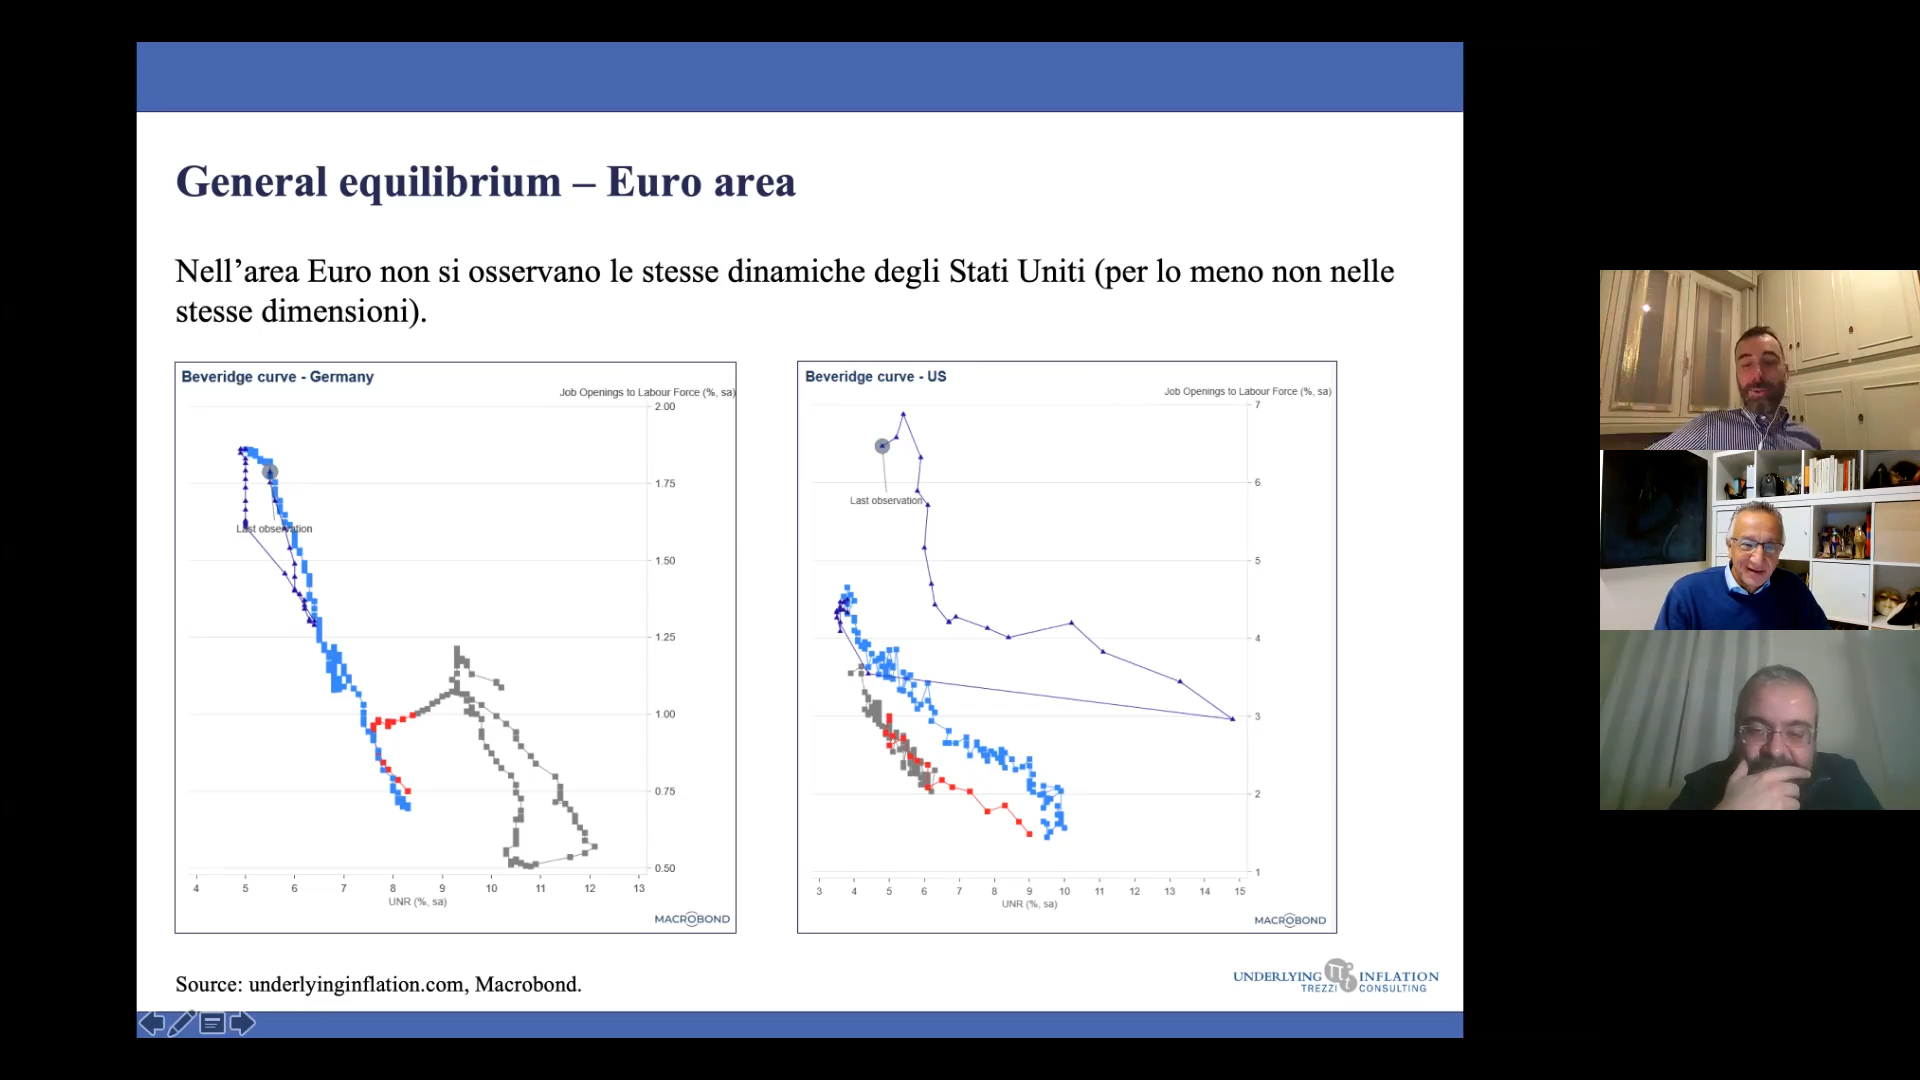 General equilibrium – Euro area
Nell’area Euro non si osservano le stesse dinamiche degli Stati Uniti (per lo meno non nelle
stesse dimensioni).
Beveridge curve - Germany
Job Openings to Labour Force (%, sa)
2.00
1.75
1.50
1.25
1.00
0.75
0.50
Last observation
4 5 6 7 8 9 10 11 12 13
UNR (%, sa)
MACROBOND
Beveridge curve - US
Job Openings to Labour Force (%, sa)
7
6
5
4
3
2
1
Last observation
3 4 5 6 7 8 9 10 11 12 13 14 15
UNR (%, sa)
MACROBOND
Source: underlyinginflation.com, Macrobond.
UNDERLYING π t INFLATION
TREZZI CONSULTING